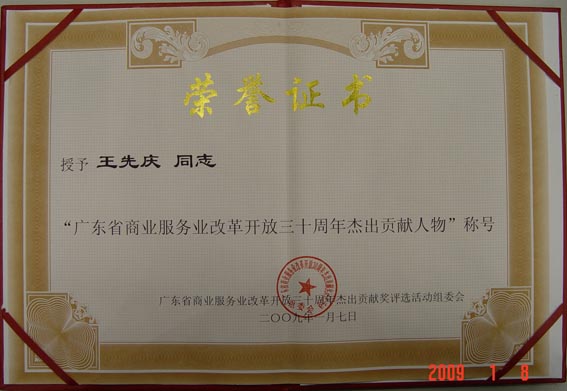 荣誉证书
授予 王先庆 同志
“广东省商业服务业改革开放三十周年杰出贡献人物”称号
广东省商业服务业改革开放三十周年杰出贡献奖评选活动组委会
二〇〇九年一月七日
2009 1 8